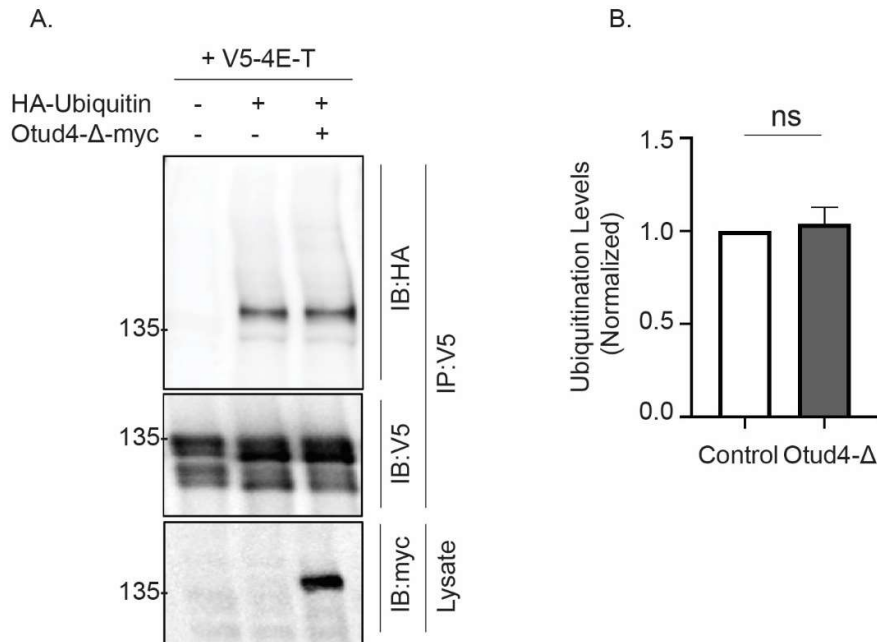 A.
+ V5-4E-T
HA-Ubiquitin - + +
Otud4-Δ-myc - - +
135-
IB:HA
135-
IB:V5
IP:V5
135-
IB:myc
Lysate
B.
ns
Ubiquitination Levels
(Normalized)
1.5
1.0
0.5
0.0
Control Otud4-Δ